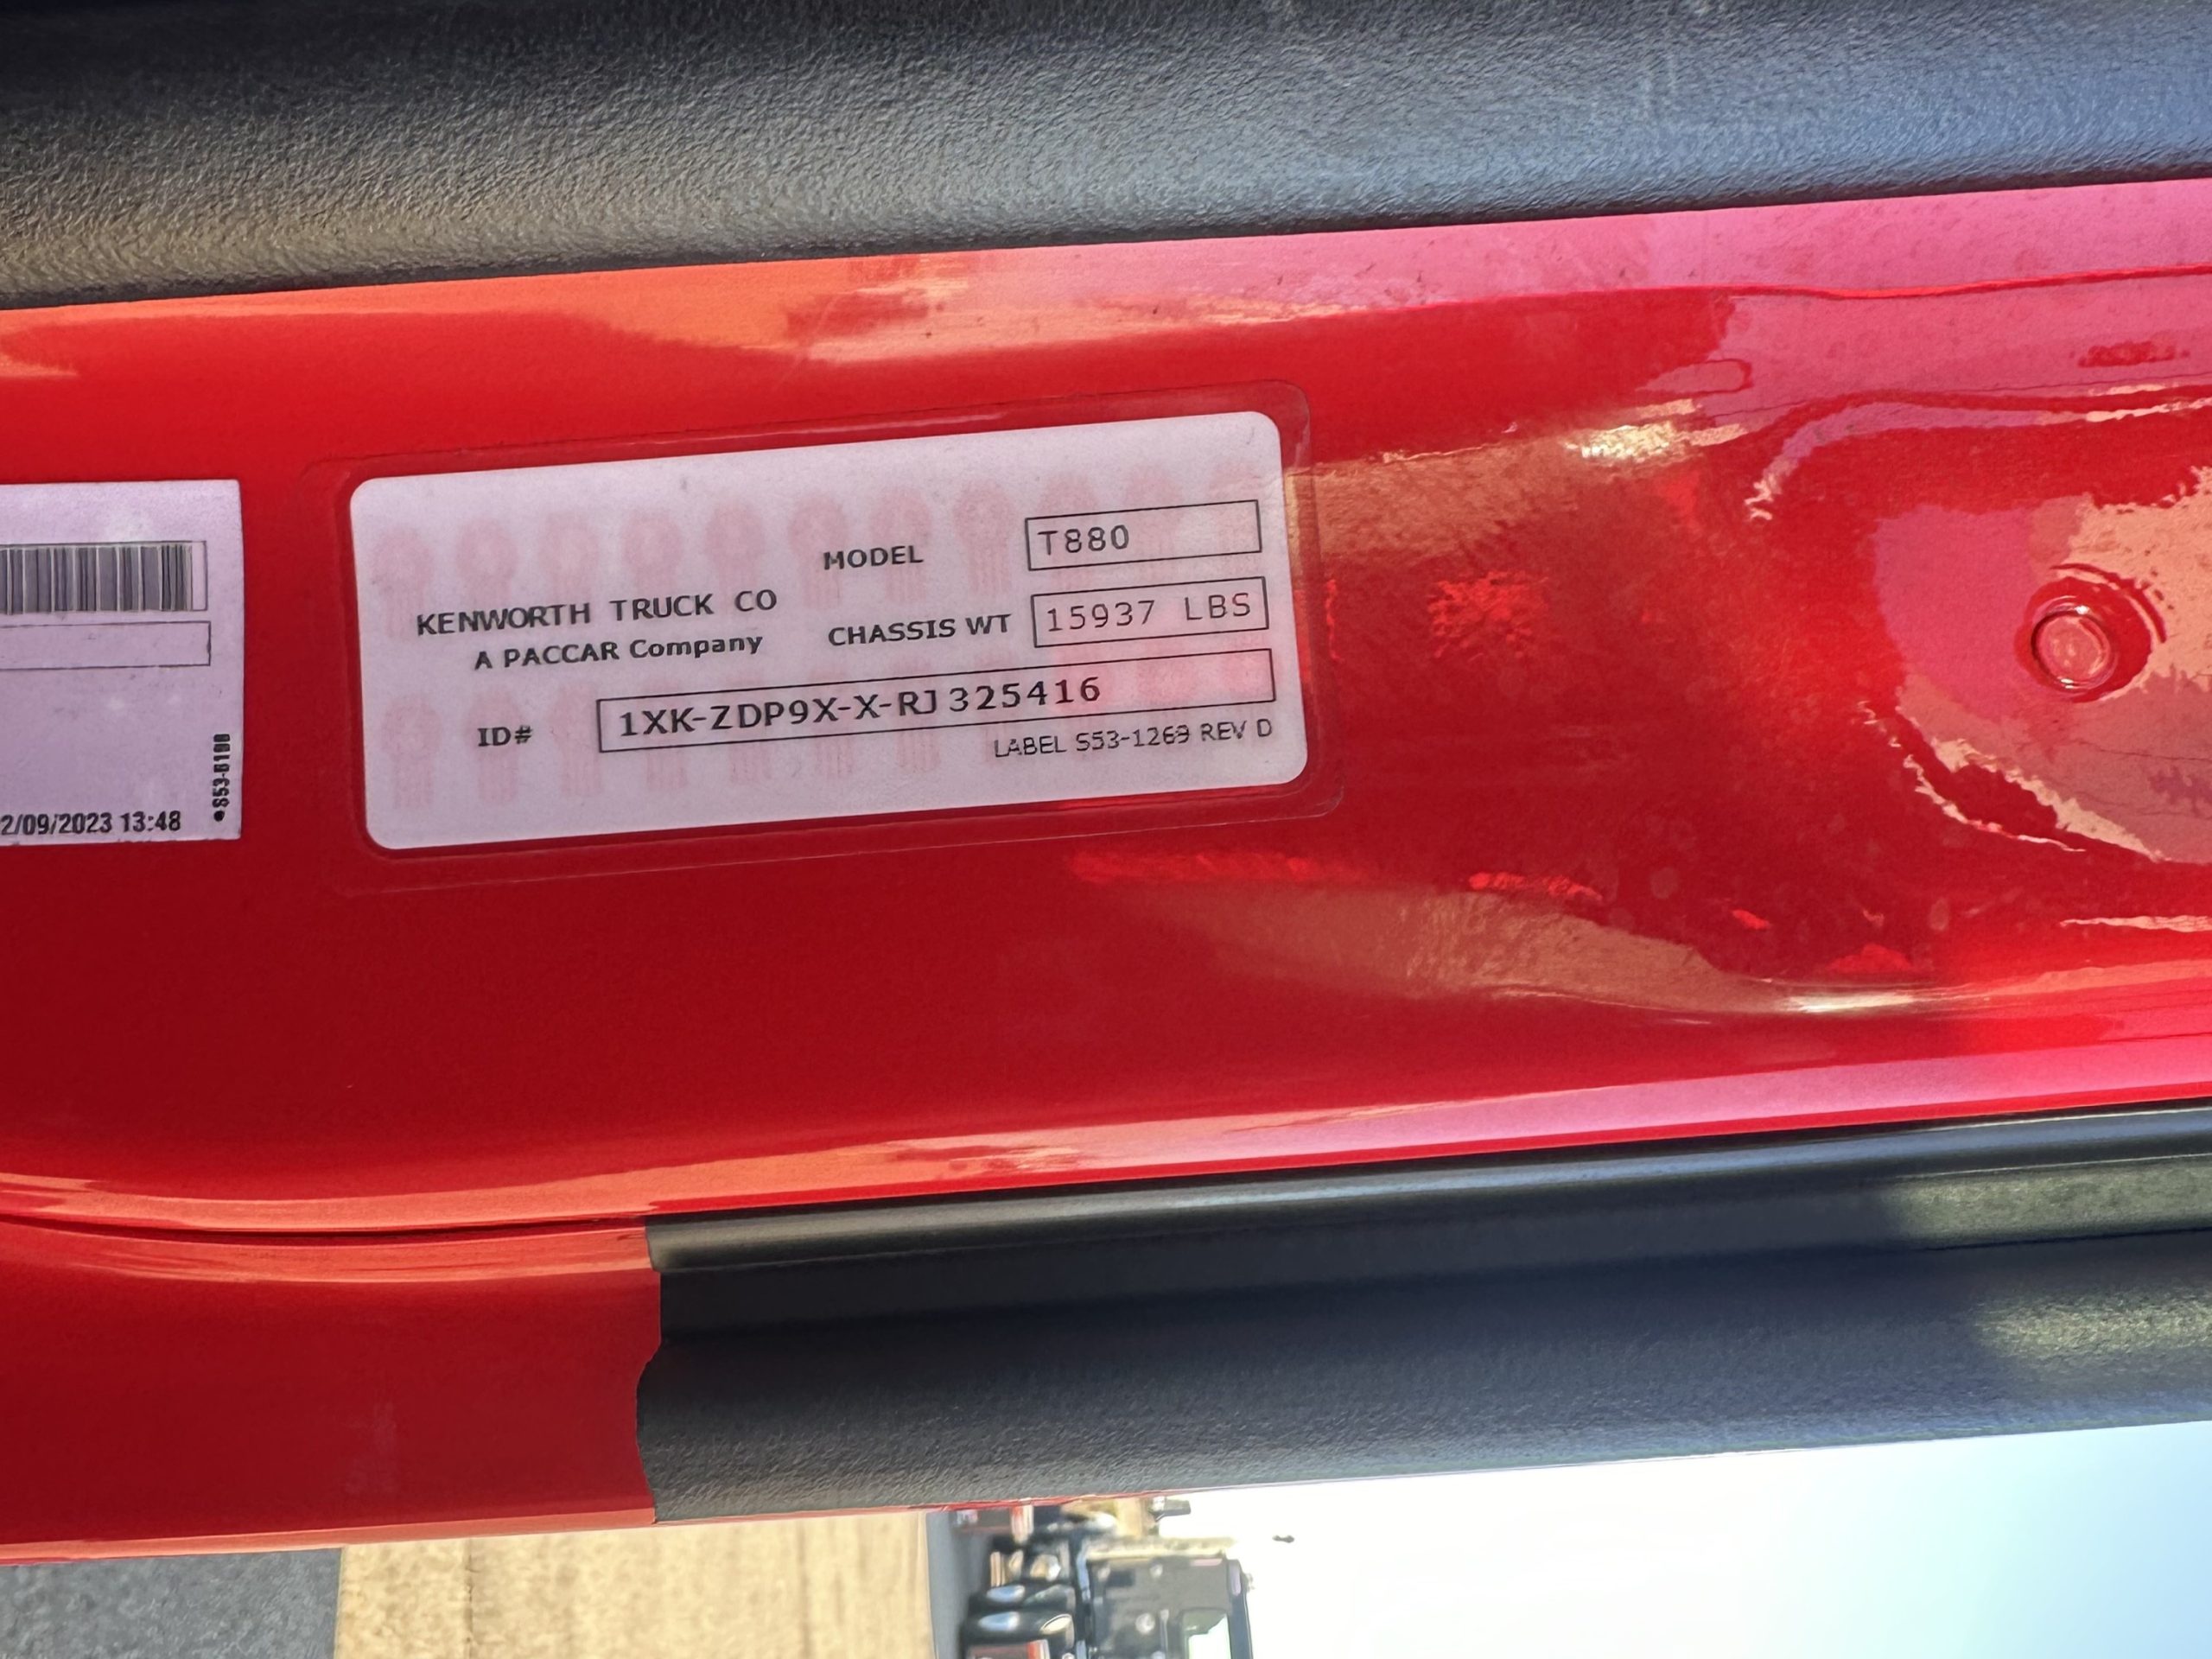 MODEL T880
KENWORTH TRUCK CO
A PACCAR Company
CHASSIS WT 15937 LBS
ID# 1XK-ZDP9X-X-RJ325416
LABEL S53-1269 REV D
2/09/2023 13:48